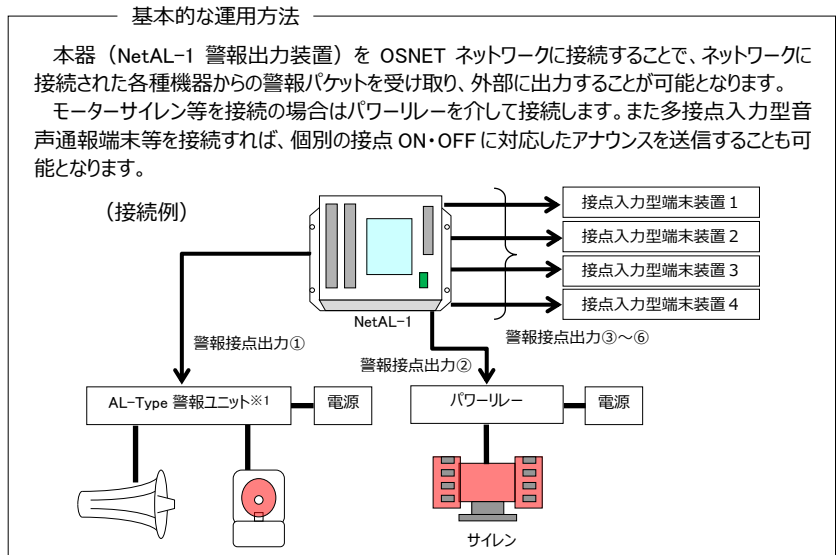 基本的な運用方法
本器（NetAL-1 警報出力装置）を OSNET ネットワークに接続することで、ネットワークに
接続された各種機器からの警報パケットを受け取り、外部に出力することが可能となります。
モーターサイレン等を接続の場合はパワーリレーを介して接続します。また多接点入力型音
声通報端末等を接続すれば、個別の接点 ON・OFF に対応したアナウンスを送信することも可
能となります。
（接続例）
接点入力型端末装置１
接点入力型端末装置２
接点入力型端末装置３
接点入力型端末装置４
NetAL-1
警報接点出力①
警報接点出力②
警報接点出力③～⑥
AL-Type 警報ユニット※1
電源
パワーリレー
電源
サイレン